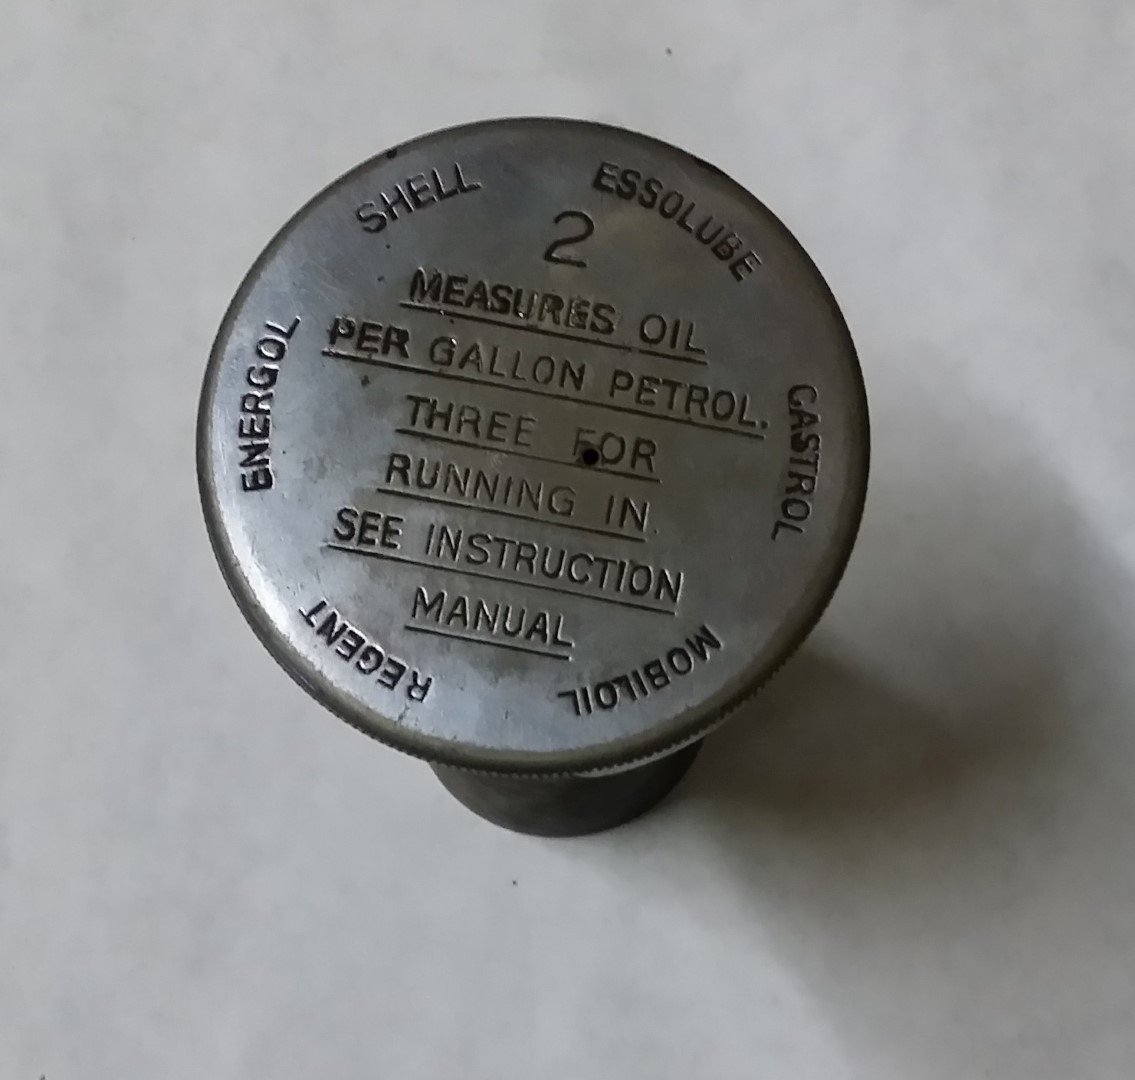 SHELL
ESSOLUBE
CASTROL
MOBILOIL
REGENT
ENERGOL
2
MEASURES OIL
PER GALLON PETROL.
THREE FOR
RUNNING IN.
SEE INSTRUCTION
MANUAL